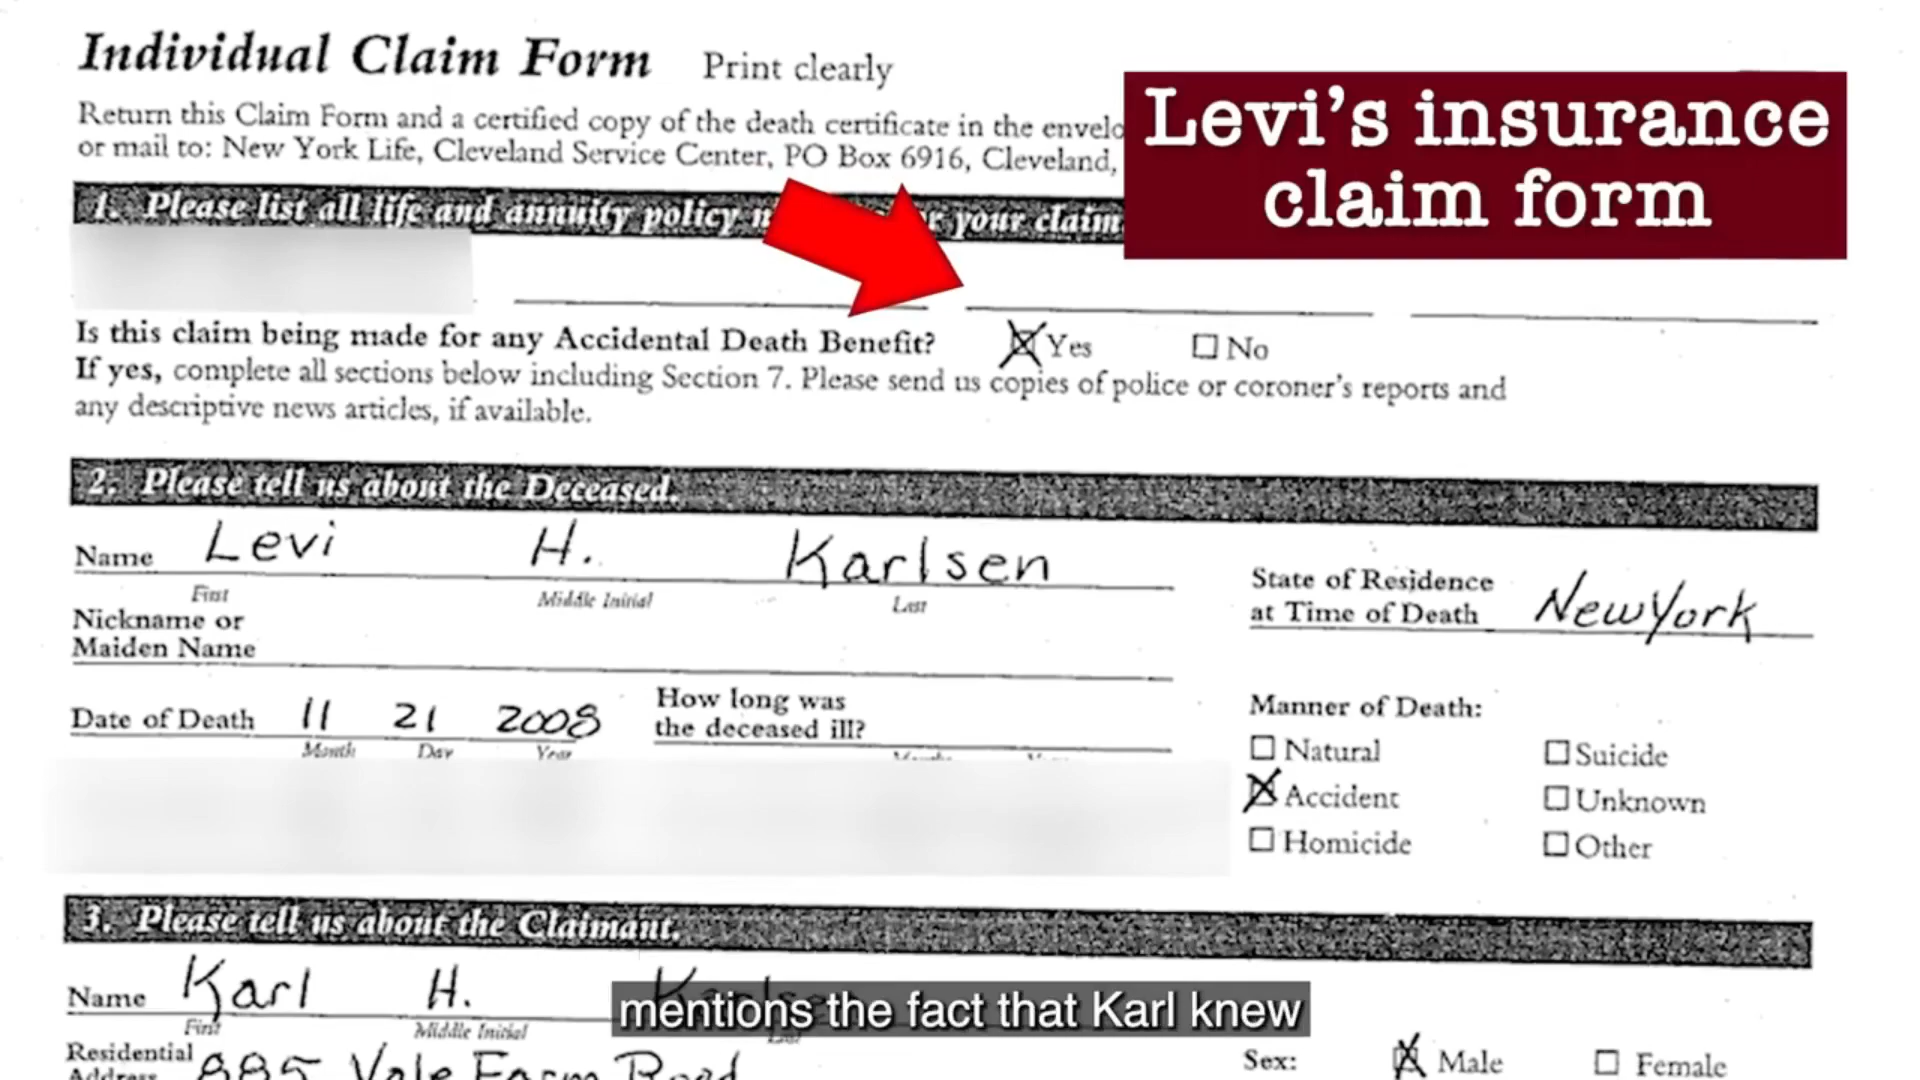 Individual Claim Form Print clearly
Return this Claim Form and a certified copy of the death certificate in the envelo
or mail to: New York Life, Cleveland Service Center, PO Box 6916, Cleveland,
Levi's insurance
claim form
1. Please list all life and annuity policy your claim
Is this claim being made for any Accidental Death Benefit? Yes No
If yes, complete all sections below including Section 7. Please send us copies of police or coroner's reports and
any descriptive news articles, if available.
2. Please tell us about the Deceased.
Name Levi H. Karlsen
First Middle Initial Last
State of Residence
at Time of Death New York
Nickname or
Maiden Name
Date of Death 11 21 2008
Month Day Year
How long was
the deceased ill?
Manner of Death:
Natural Suicide
Accident Unknown
Homicide Other
3. Please tell us about the Claimant.
Name Karl H.
First Middle Initial
mentions the fact that Karl knew
Residential
Address 885 Vale Farm Road
Sex: Male Female